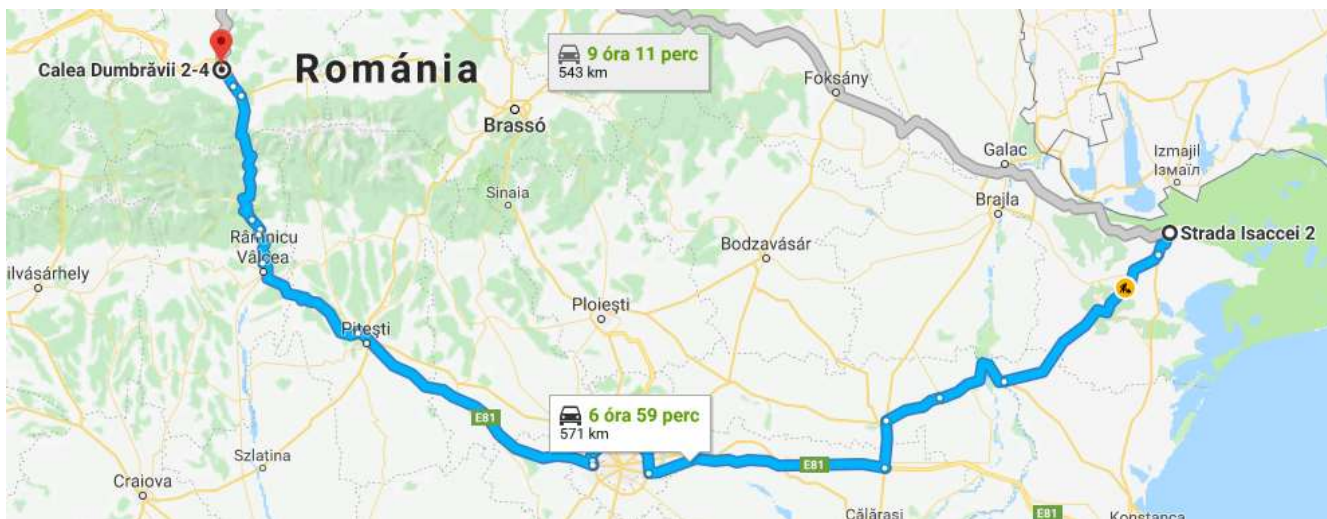 Calea Dumbrăvii 2-4
Románia
9 óra 11 perc
543 km
Foksány
Brassó
Galac
Izmajil
Ізмаїл
Sinaia
Brajla
Strada Isaccei 2
Râmnicu
Vâlcea
Bodzavásár
ilvásárhely
Ploiești
Pitești
E81
6 óra 59 perc
571 km
Szlatina
E81
Craiova
Călărași
E81
Konstanca